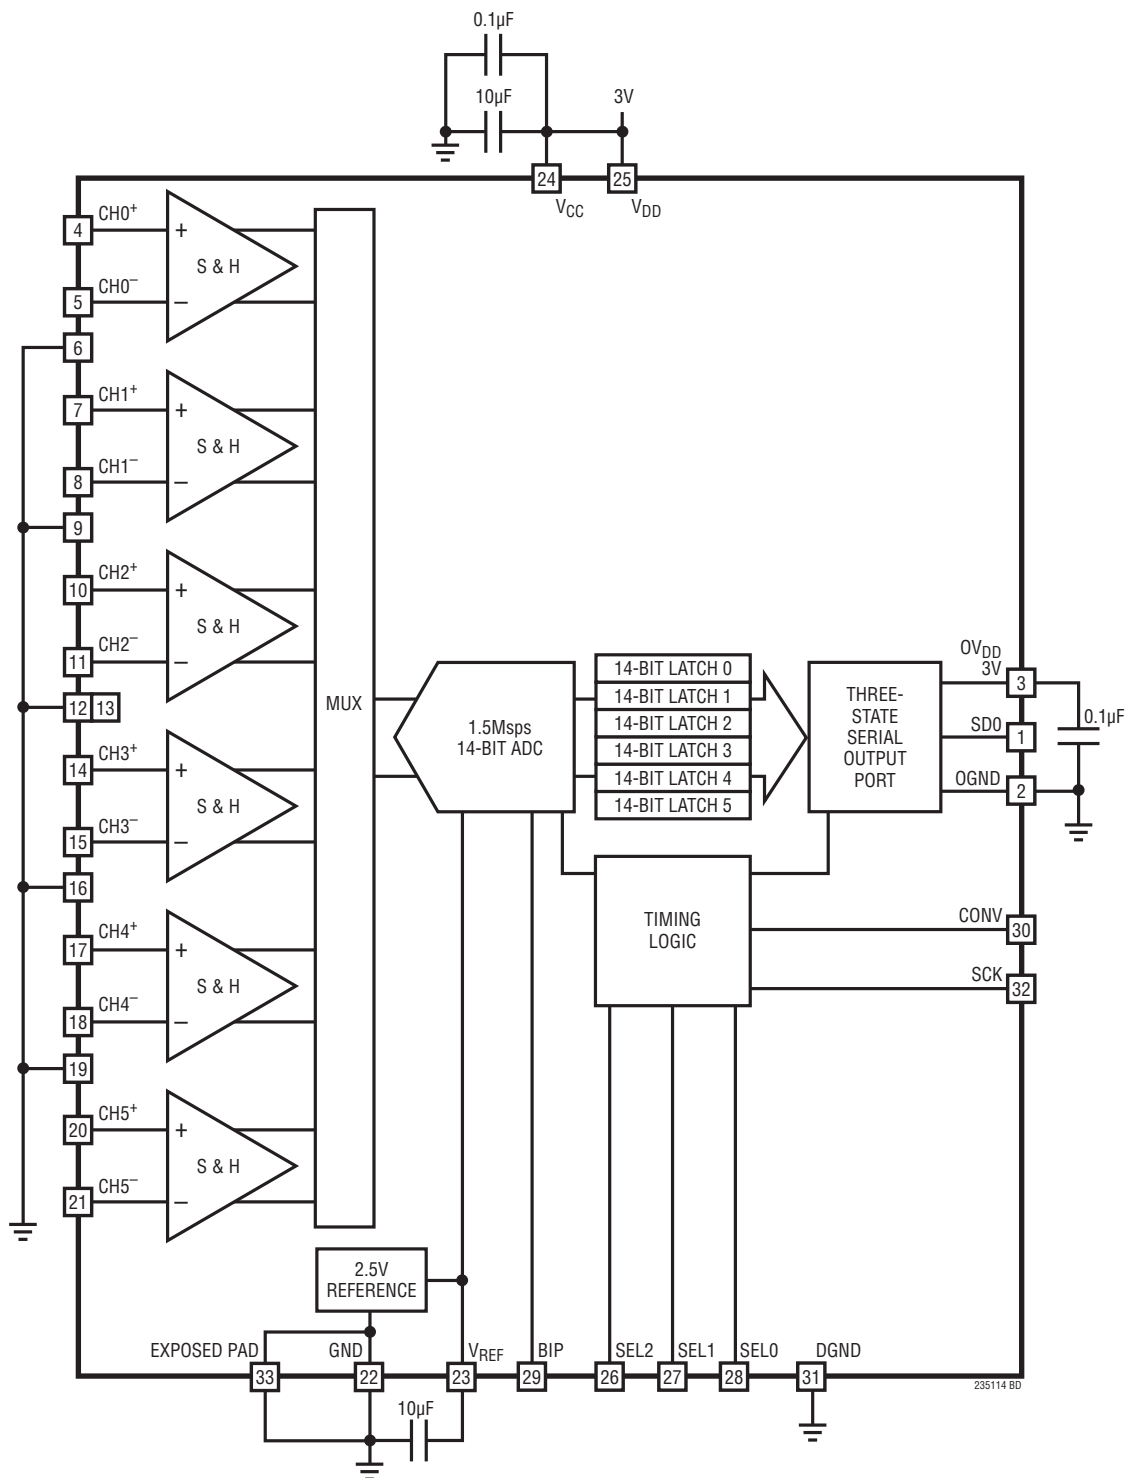 0.1µF
10µF
3V
24
25
VCC
VDD
4
CH0+
+
S & H
5
CH0–
–
6
7
CH1+
+
S & H
8
CH1–
–
9
10
CH2+
+
S & H
11
CH2–
–
12
13
14
CH3+
+
S & H
15
CH3–
–
16
17
CH4+
+
S & H
18
CH4–
–
19
20
CH5+
+
S & H
21
CH5–
–
MUX
1.5Msps
14-BIT ADC
14-BIT LATCH 0
14-BIT LATCH 1
14-BIT LATCH 2
14-BIT LATCH 3
14-BIT LATCH 4
14-BIT LATCH 5
THREE-
STATE
SERIAL
OUTPUT
PORT
OVDD
3V
3
0.1µF
SD0
1
OGND
2
TIMING
LOGIC
CONV
30
SCK
32
2.5V
REFERENCE
EXPOSED PAD
GND
VREF
BIP
SEL2
SEL1
SEL0
DGND
33
22
23
29
26
27
28
31
235114 BD
10µF